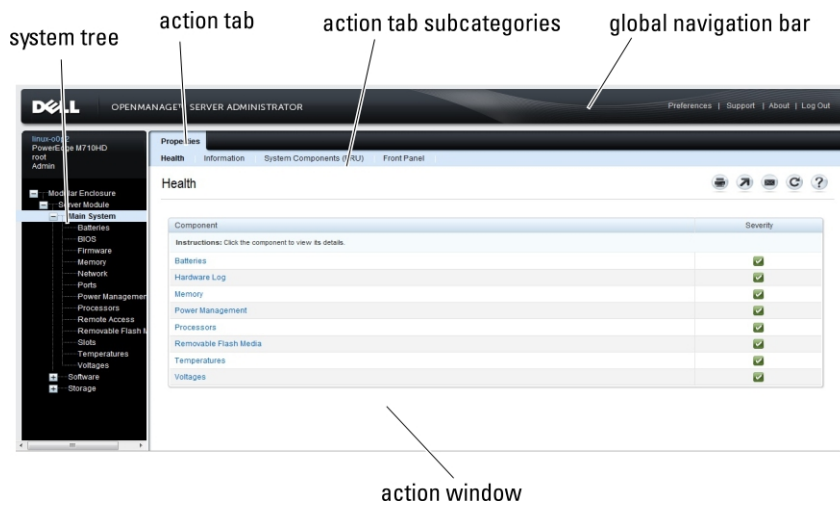 system tree
action tab
action tab subcategories
global navigation bar
DELL
OPENMANAGE™ SERVER ADMINISTRATOR
Preferences | Support | About | Log Out
PowerEdge M710HD
root
Admin
Properties
Health
Information
System Components (FRU)
Front Panel
Modular Enclosure
Server Module
Main System
Batteries
BIOS
Firmware
Memory
Network
Ports
Power Managemen
Processors
Remote Access
Removable Flash M
Slots
Temperatures
Voltages
Software
Storage
Health
Component
Severity
Instructions: Click the component to view its details.
Batteries
Hardware Log
Memory
Power Management
Processors
Removable Flash Media
Temperatures
Voltages
action window